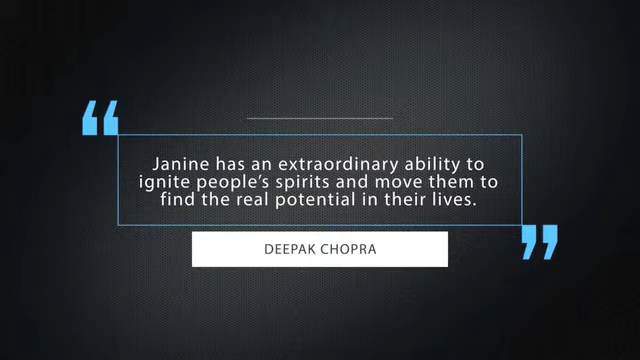 “
Janine has an extraordinary ability to
ignite people’s spirits and move them to
find the real potential in their lives.
”
DEEPAK CHOPRA